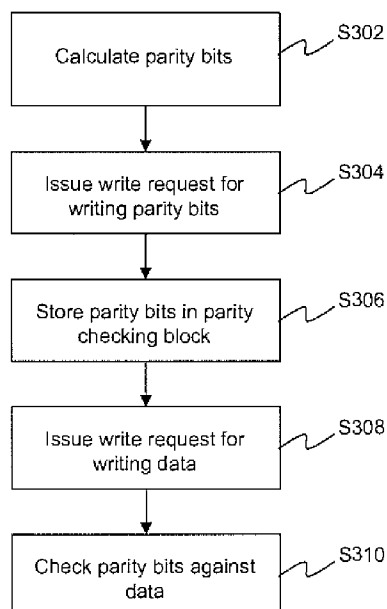 Calculate parity bits
S302
Issue write request for
writing parity bits
S304
Store parity bits in parity
checking block
S306
Issue write request for
writing data
S308
Check parity bits against
data
S310